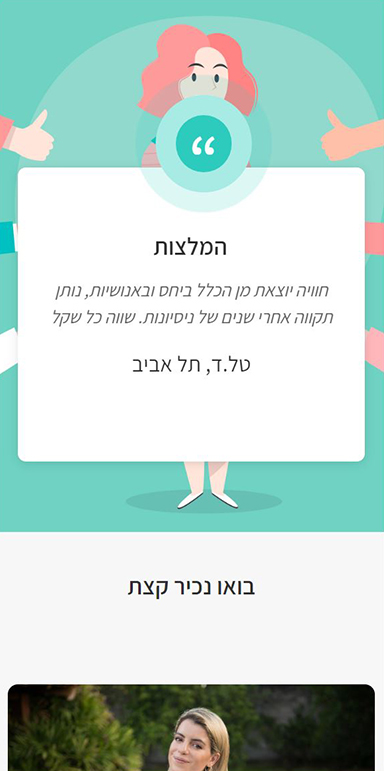 “
המלצות
חוויה יוצאת מן הכלל ביחס ובאנושיות, נותן
תקווה אחרי שנים של ניסיונות. שווה כל שקל
טל.ד, תל אביב
בואו נכיר קצת